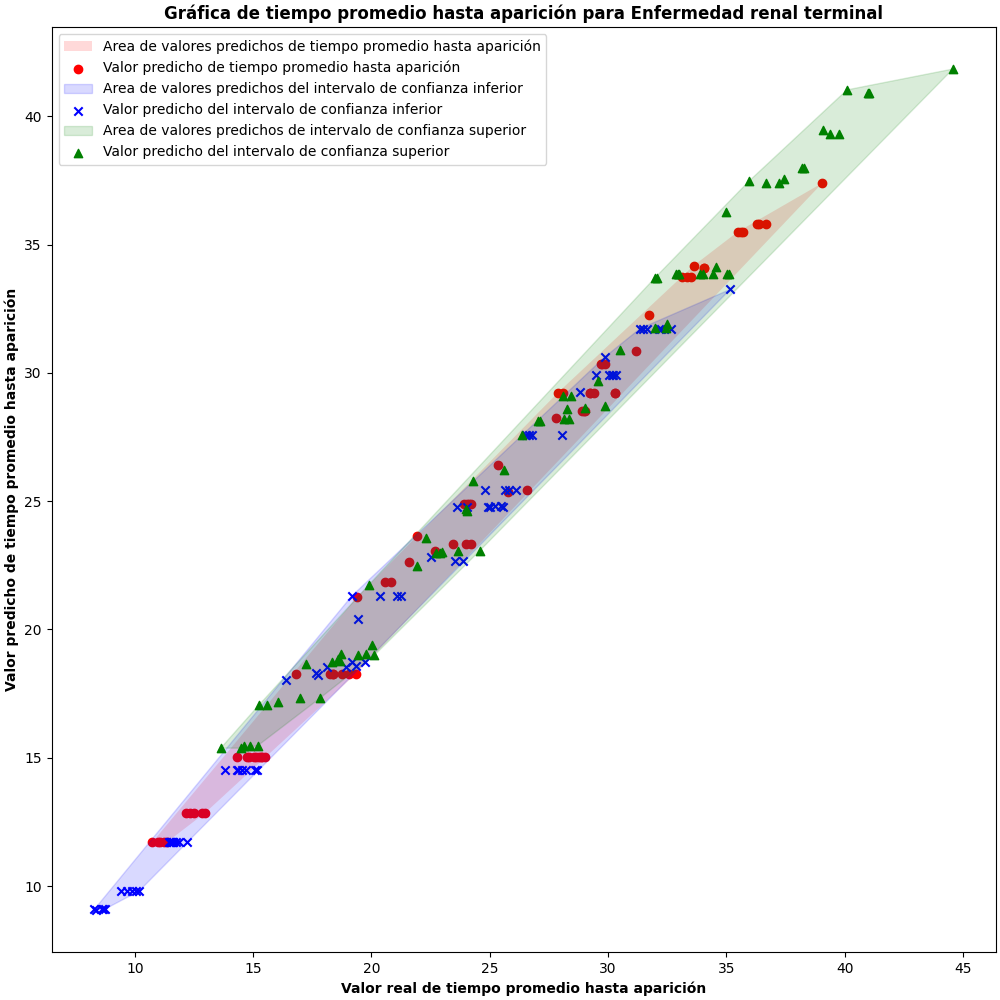 Gráfica de tiempo promedio hasta aparición para Enfermedad renal terminal
Area de valores predichos de tiempo promedio hasta aparición
Valor predicho de tiempo promedio hasta aparición
Area de valores predichos del intervalo de confianza inferior
Valor predicho del intervalo de confianza inferior
Area de valores predichos de intervalo de confianza superior
Valor predicho del intervalo de confianza superior
Valor predicho de tiempo promedio hasta aparición
40
35
30
25
20
15
10
10 15 20 25 30 35 40 45
Valor real de tiempo promedio hasta aparición